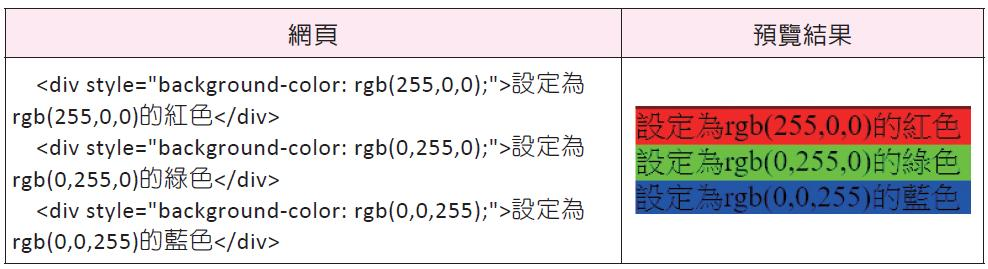 網頁
預覽結果
<div style="background-color: rgb(255,0,0);">設定為
rgb(255,0,0)的紅色</div>
<div style="background-color: rgb(0,255,0);">設定為
rgb(0,255,0)的綠色</div>
<div style="background-color: rgb(0,0,255);">設定為
rgb(0,0,255)的藍色</div>
設定為rgb(255,0,0)的紅色
設定為rgb(0,255,0)的綠色
設定為rgb(0,0,255)的藍色